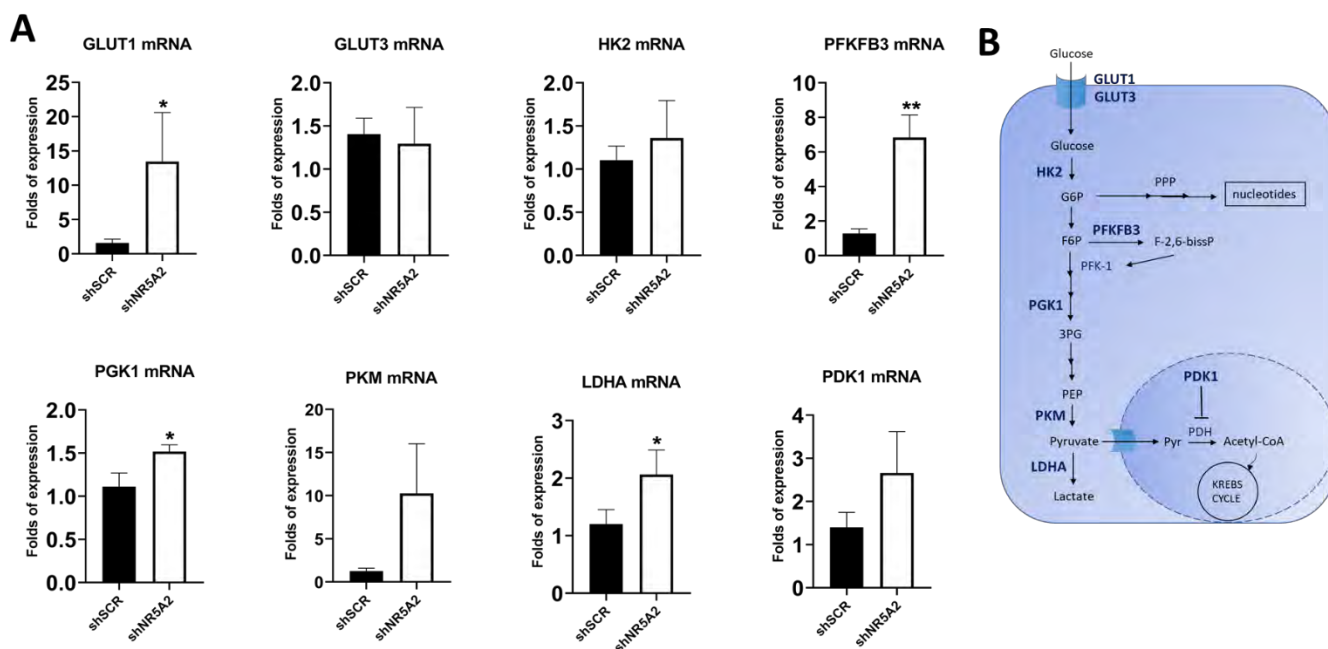 A
GLUT1 mRNA
Folds of expression
25
20
15
10
5
0
*
shSCR
shNR5A2
GLUT3 mRNA
Folds of expression
2.0
1.5
1.0
0.5
0.0
shSCR
shNR5A2
HK2 mRNA
Folds of expression
2.0
1.5
1.0
0.5
0.0
shSCR
shNR5A2
PFKFB3 mRNA
Folds of expression
10
8
6
4
2
0
**
shSCR
shNR5A2
PGK1 mRNA
Folds of expression
2.0
1.5
1.0
0.5
0.0
*
shSCR
shNR5A2
PKM mRNA
Folds of expression
20
15
10
5
0
shSCR
shNR5A2
LDHA mRNA
Folds of expression
3
2
1
0
*
shSCR
shNR5A2
PDK1 mRNA
Folds of expression
4
3
2
1
0
shSCR
shNR5A2
B
Glucose
GLUT1
GLUT3
Glucose
HK2
G6P
PPP
nucleotides
PFKFB3
F6P
F-2,6-bissP
PFK-1
PGK1
3PG
PEP
PKM
PDK1
Pyruvate
Pyr
PDH
Acetyl-CoA
LDHA
Lactate
KREBS
CYCLE